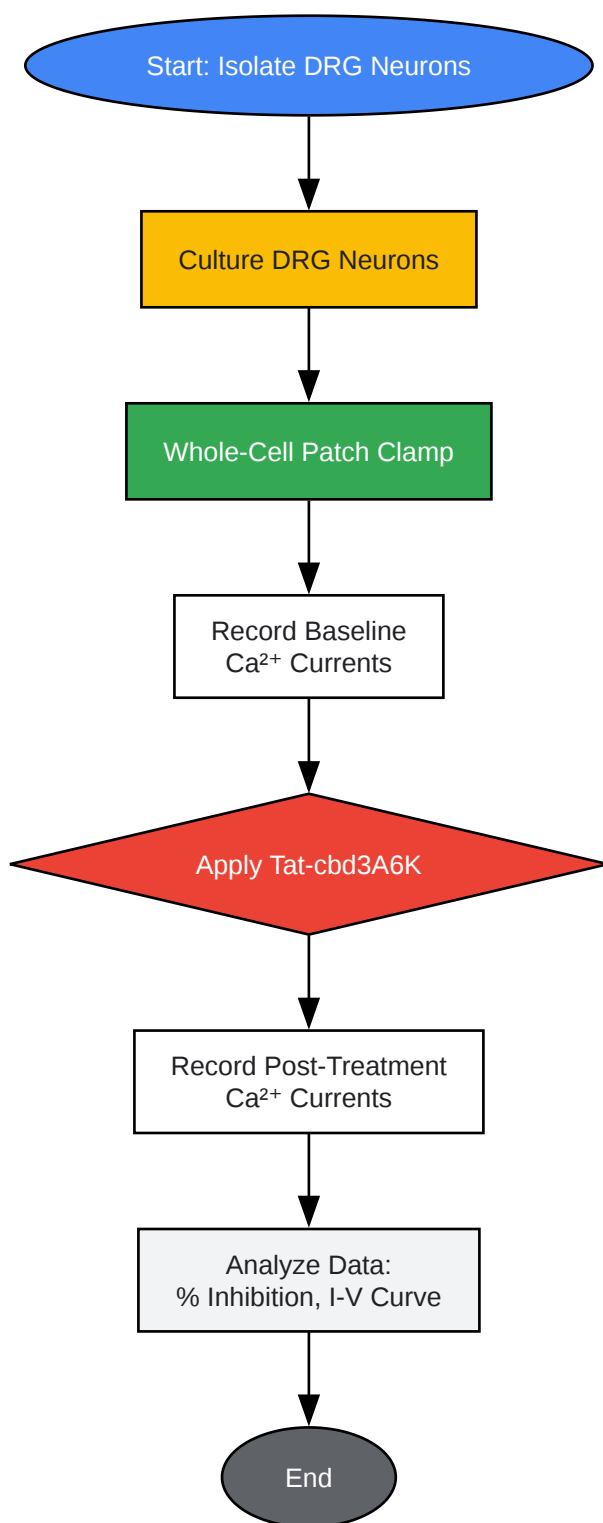 Start: Isolate DRG Neurons
Culture DRG Neurons
Whole-Cell Patch Clamp
Record Baseline
Ca²⁺ Currents
Apply Tat-cbd3A6K
Record Post-Treatment
Ca²⁺ Currents
Analyze Data:
% Inhibition, I-V Curve
End